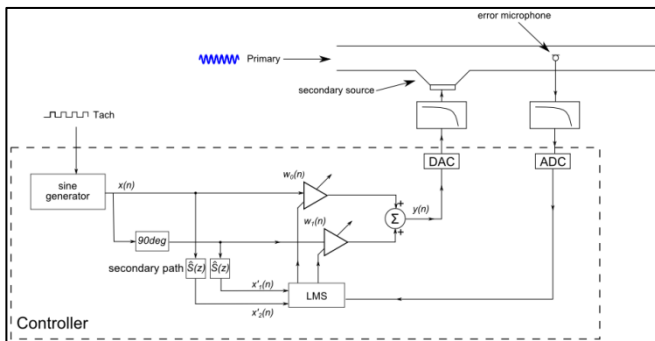 error microphone
Primary
secondary source
Tach
DAC
ADC
sine
generator
x(n)
w₀(n)
w₁(n)
+
Σ
+
y(n)
90deg
secondary path
Ŝ(z)
Ŝ(z)
x'₁(n)
x'₂(n)
LMS
Controller